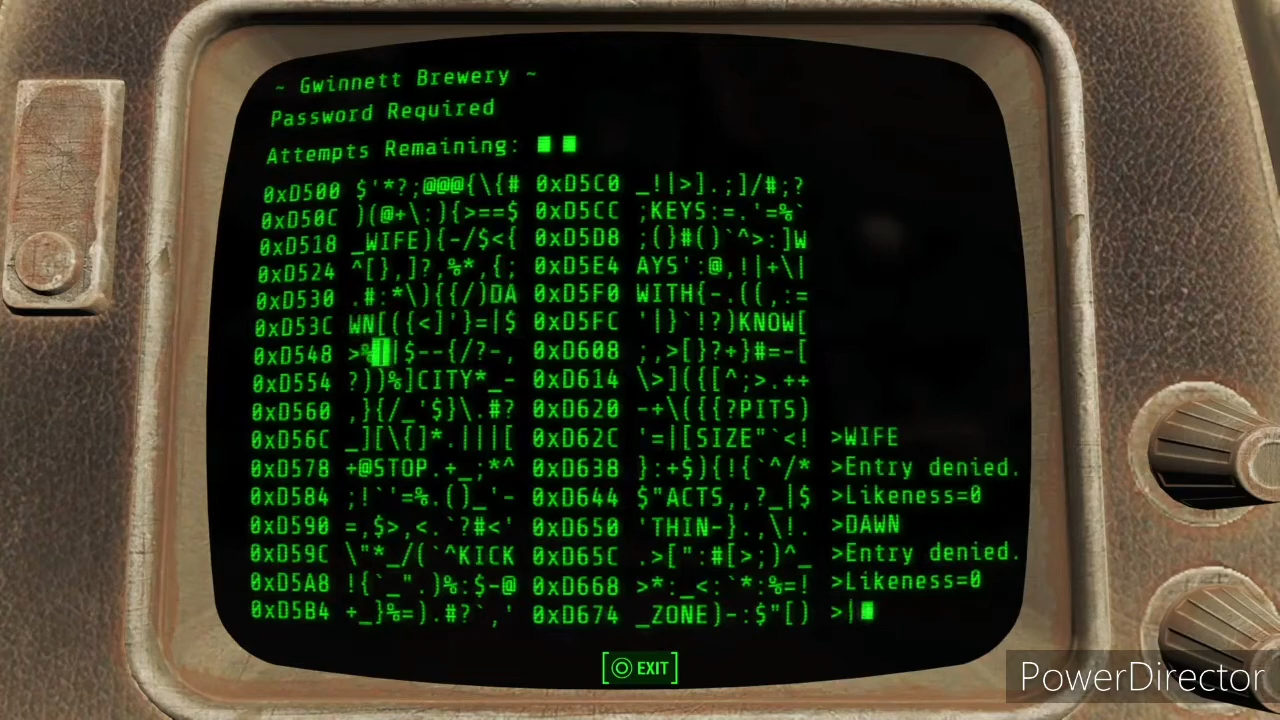 ~ Gwinnett Brewery ~
Password Required
Attempts Remaining: ■ ■
0xD500 $'*?;@@@{\{# 0xD5C0 _!|>].;]/#;?
0xD50C )(@+\:){>==$ 0xD5CC ;KEYS:=.'=%`
0xD518 _WIFE){-/$<{ 0xD5D8 ;(}#()`^>:]W
0xD524 ^[},]?,%*,{; 0xD5E4 AYS':@,!|+\|
0xD530 .#:*\){{/)DA 0xD5F0 WITH{-.((,:=
0xD53C WN[({<]'}=|$ 0xD5FC '|}`!?)KNOW[
0xD548 >%||$--{/?-, 0xD608 ;,>[}?+}#=-[
0xD554 ?))%]CITY*_- 0xD614 \>]({[^;>.++
0xD560 ,}{/_'$}\.#? 0xD620 -+\({{?PITS)
0xD56C _][\{]*.|||[ 0xD62C '=|[SIZE"`<! >WIFE
0xD578 +@STOP.+_;*^ 0xD638 }:+$){!{`^/* >Entry denied.
0xD584 ;!`'=%.()_'- 0xD644 $"ACTS,,?_|$ >Likeness=0
0xD590 =,$>,<.`?#<' 0xD650 'THIN-}.,\!. >DAWN
0xD59C \"*_/(`^KICK 0xD65C .>[":#[>;)^_ >Entry denied.
0xD5A8 !{`_".)%:$-@ 0xD668 >*:_<:`*:%=! >Likeness=0
0xD5B4 +_}%=).#?`,' 0xD674 _ZONE)-:$"[) >|■
[◎ EXIT]
PowerDirector